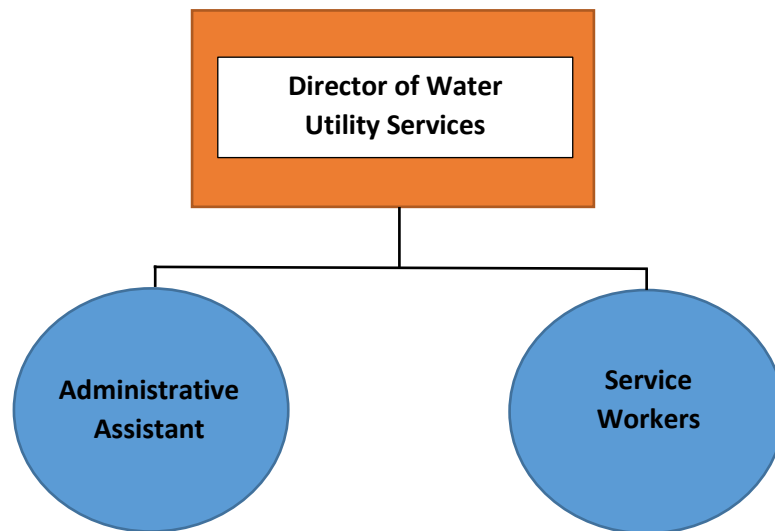 Director of Water
Utility Services
Administrative
Assistant
Service
Workers